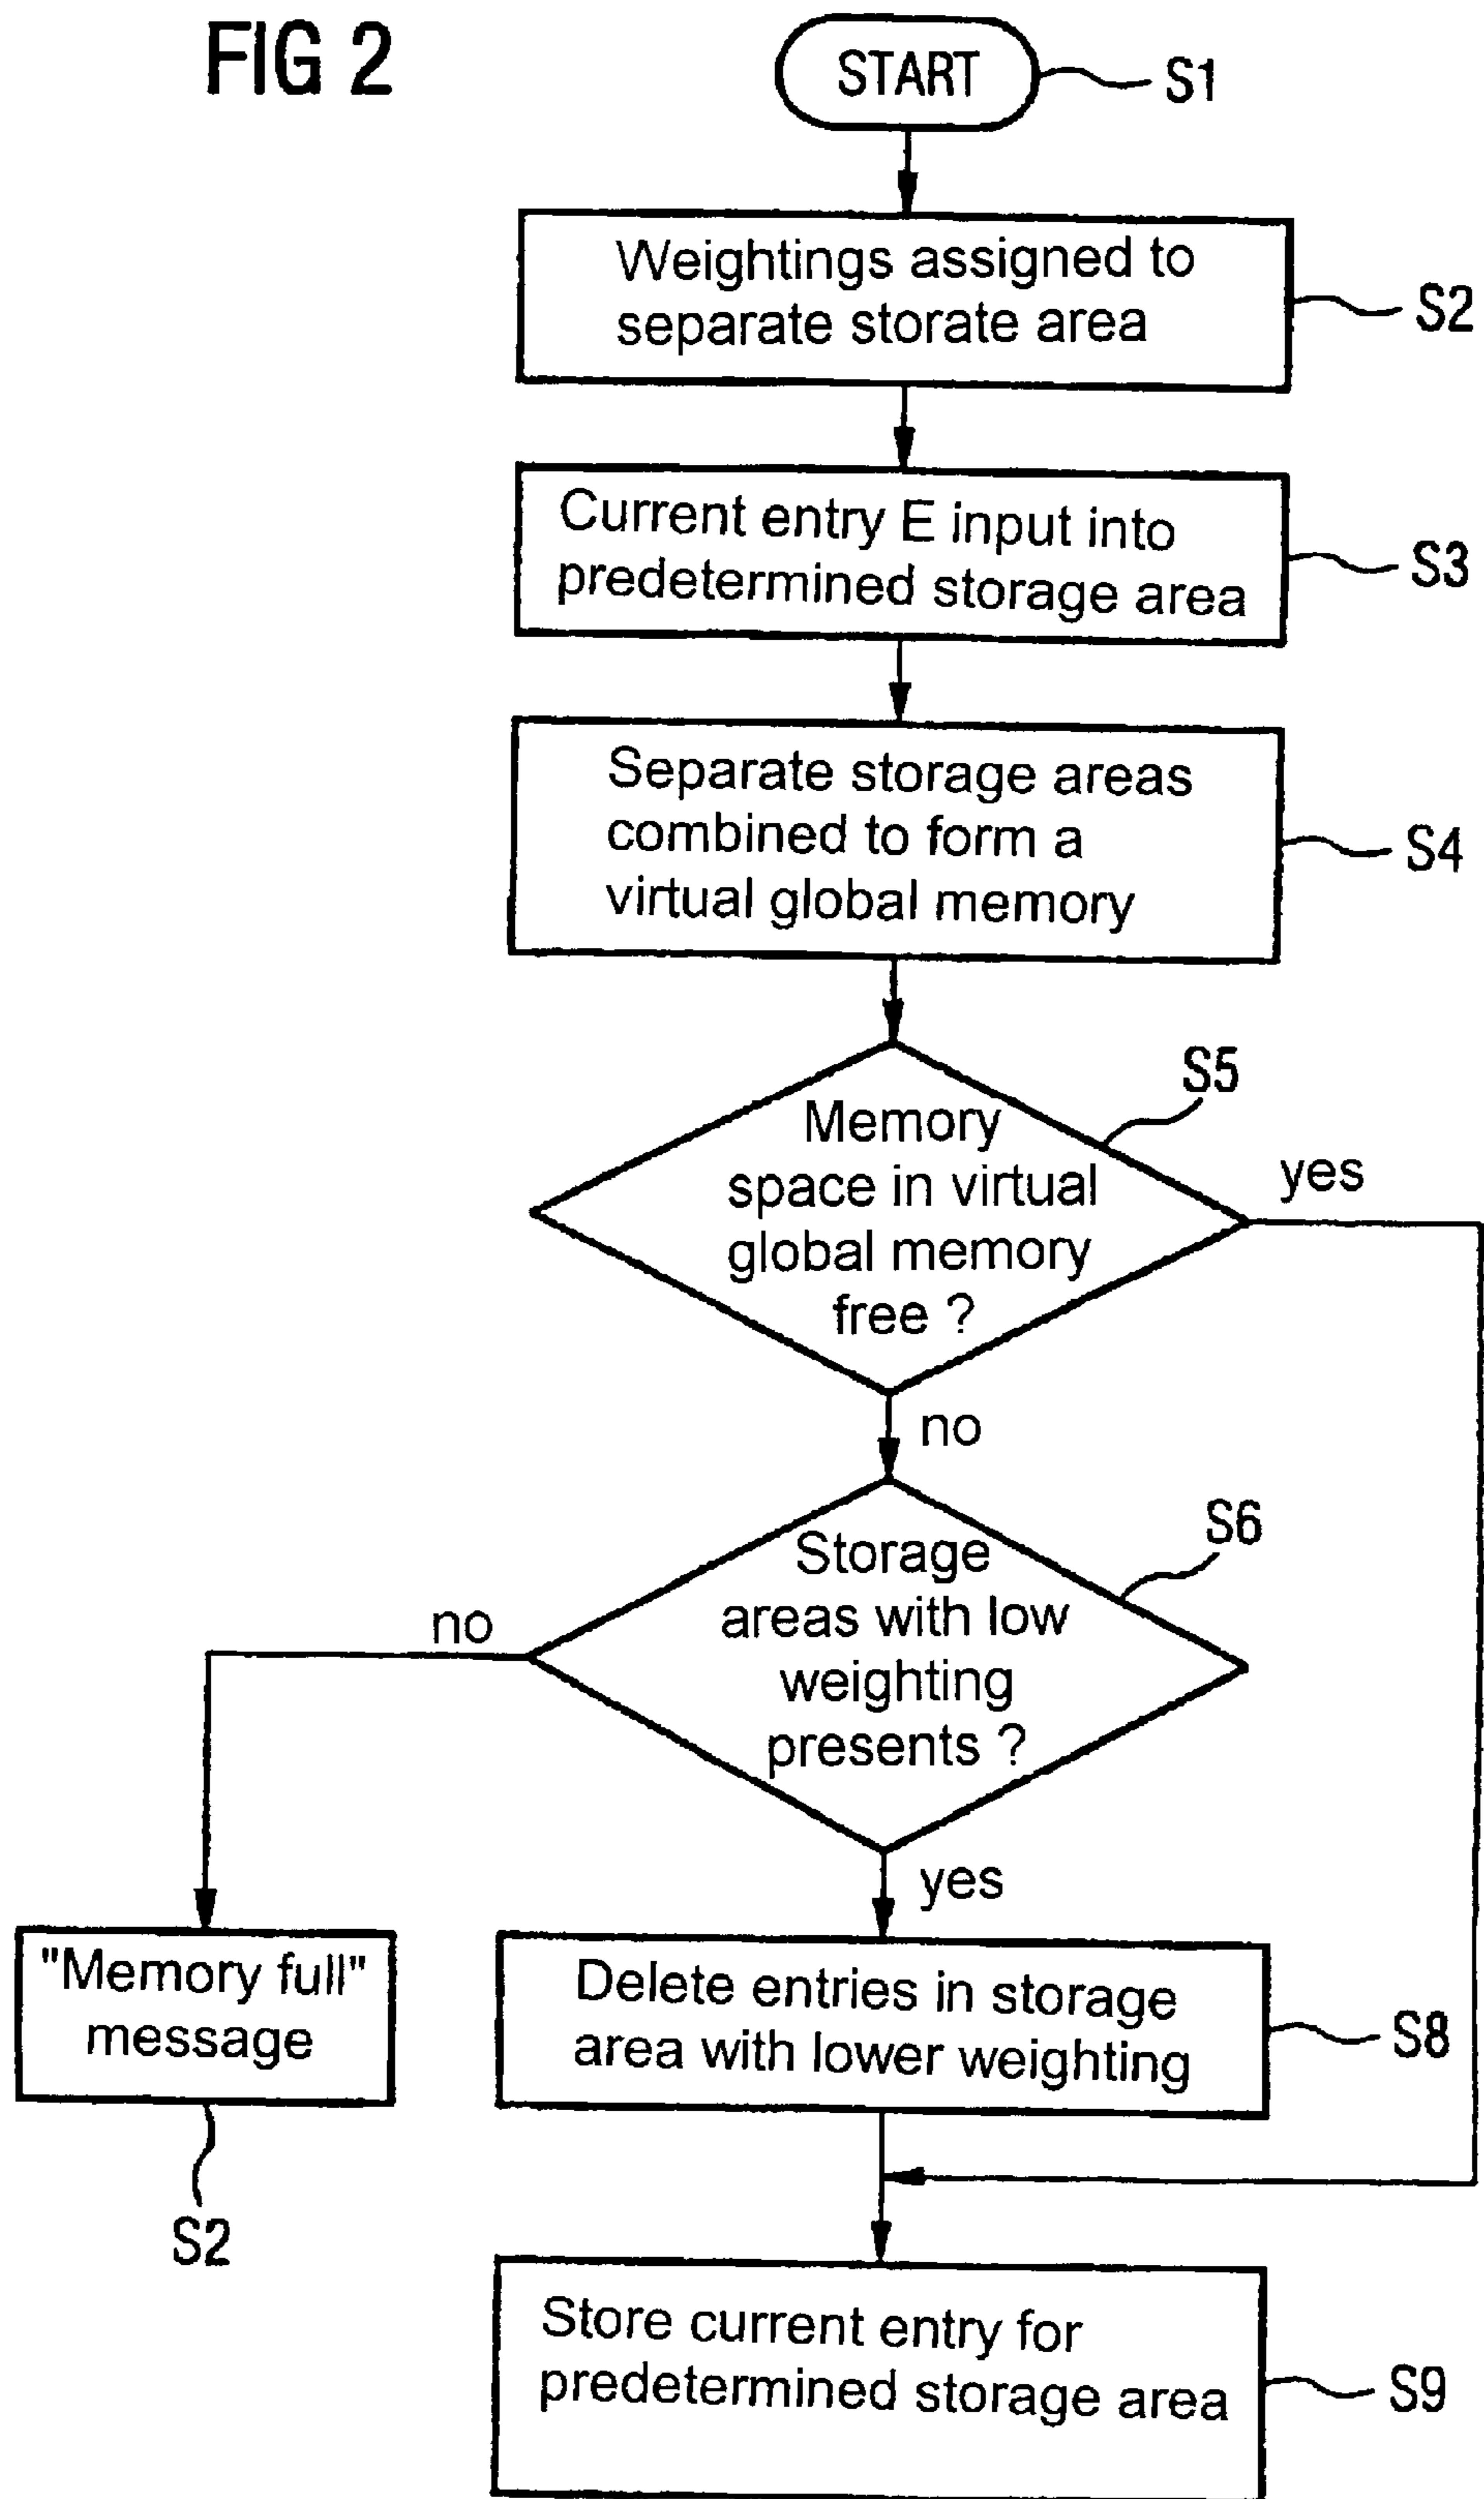 FIG 2
START
S1
Weightings assigned to
separate storate area
S2
Current entry E input into
predetermined storage area
S3
Separate storage areas
combined to form a
virtual global memory
S4
S5
Memory
space in virtual
global memory
free ?
yes
no
S6
Storage
areas with low
weighting
presents ?
no
yes
"Memory full"
message
S2
Delete entries in storage
area with lower weighting
S8
Store current entry for
predetermined storage area
S9